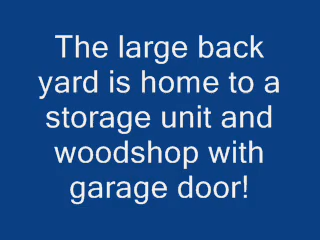 The large back
yard is home to a
storage unit and
woodshop with
garage door!